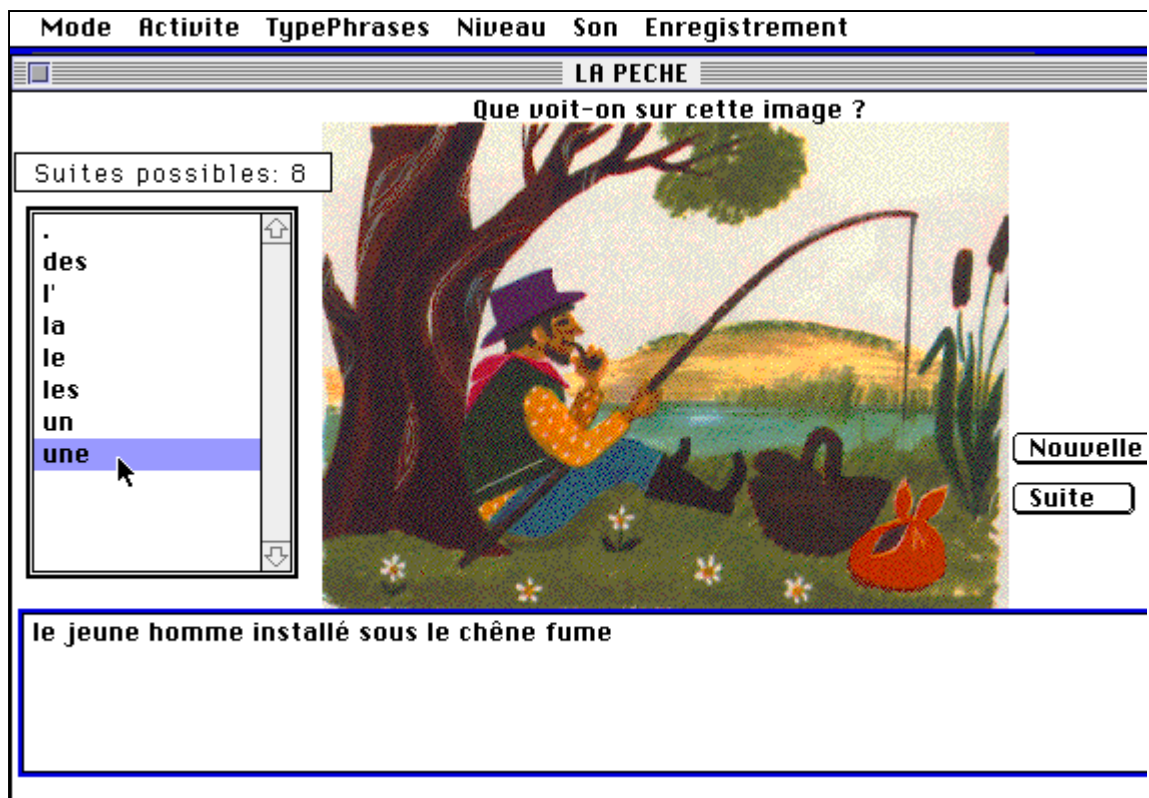 Mode Activite TypePhrases Niveau Son Enregistrement
LA PECHE
Que voit-on sur cette image ?
Suites possibles: 8
.
des
l'
la
le
les
un
une
Nouvelle
Suite
le jeune homme installé sous le chêne fume